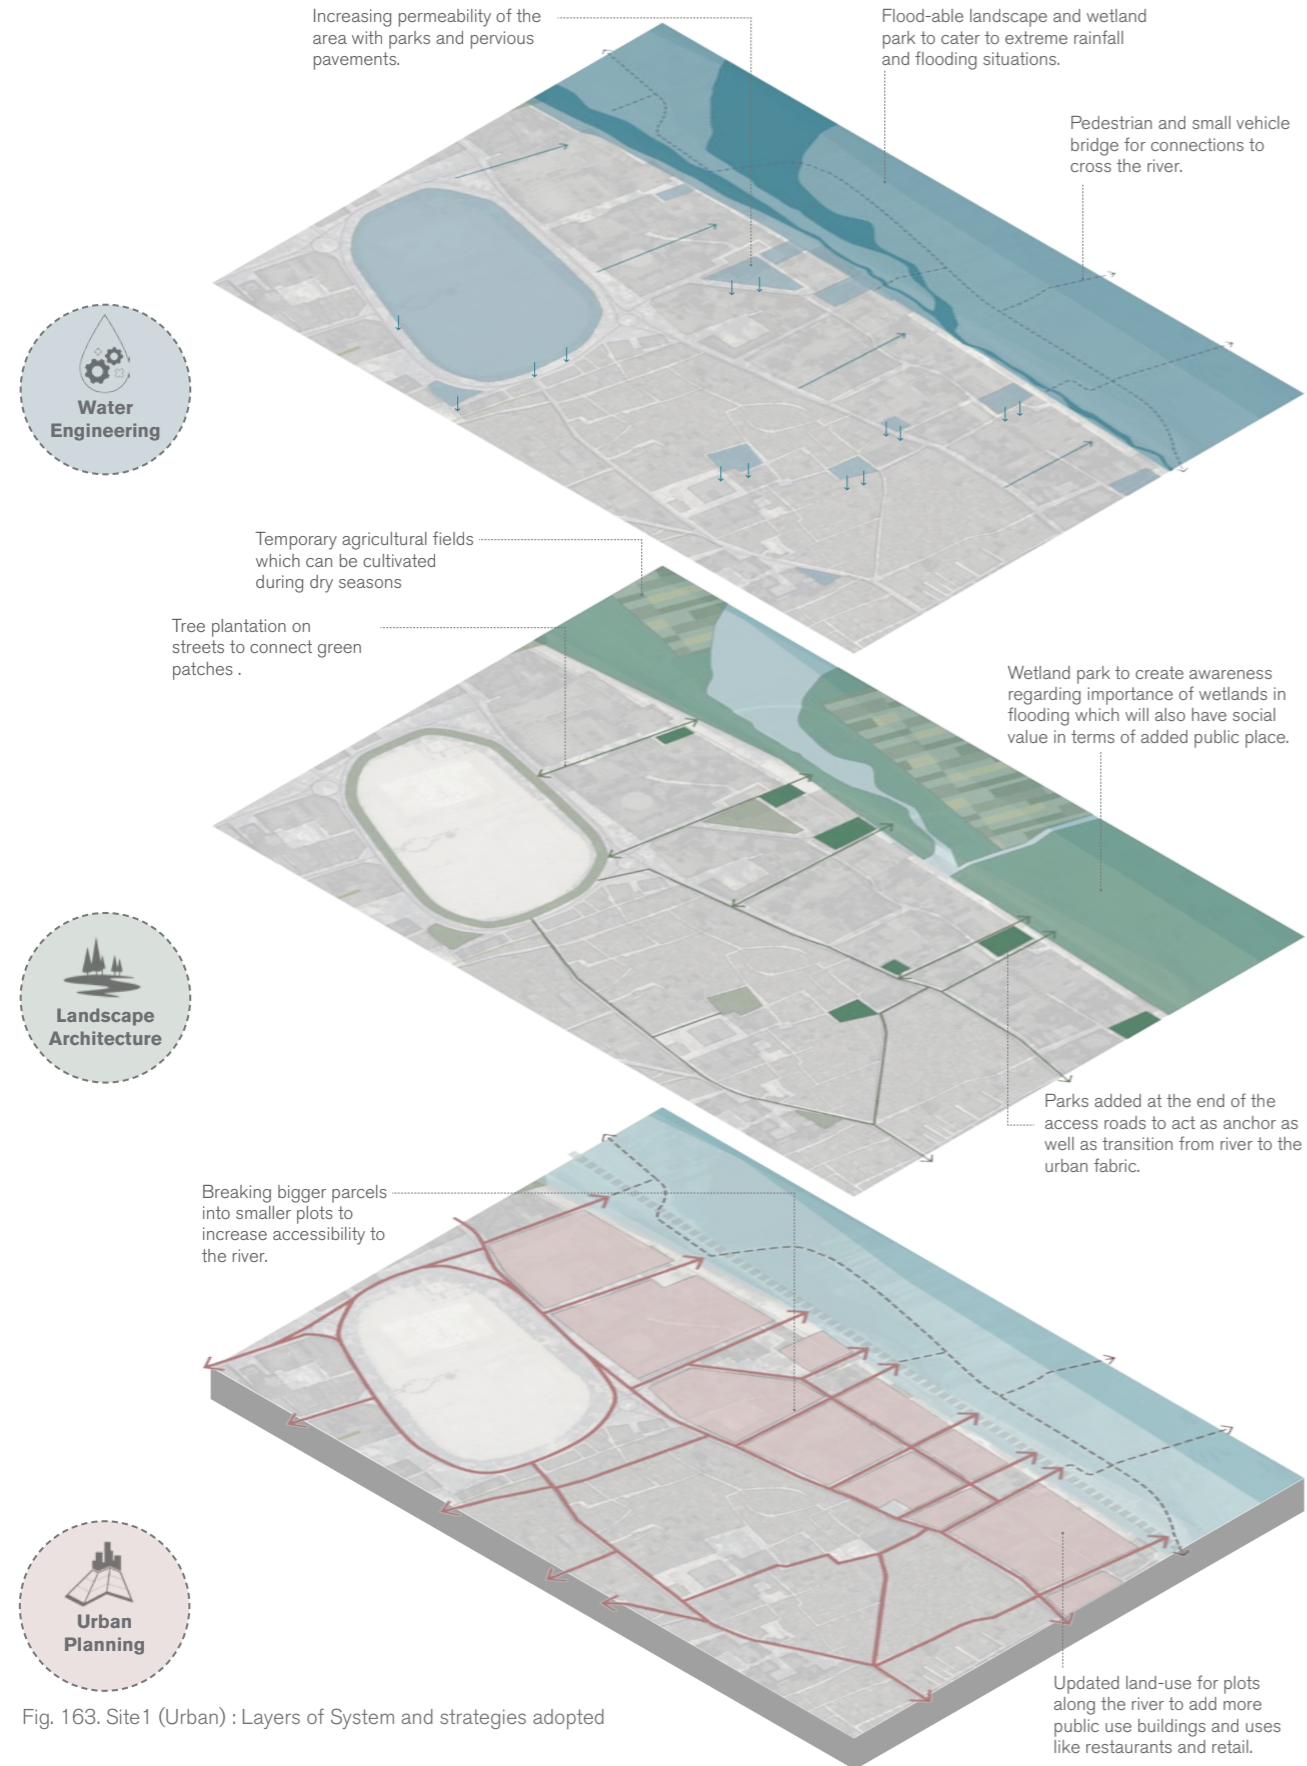 Increasing permeability of the
area with parks and pervious
pavements.
Flood-able landscape and wetland
park to cater to extreme rainfall
and flooding situations.
Pedestrian and small vehicle
bridge for connections to
cross the river.
Water
Engineering
Temporary agricultural fields
which can be cultivated
during dry seasons
Tree plantation on
streets to connect green
patches .
Wetland park to create awareness
regarding importance of wetlands in
flooding which will also have social
value in terms of added public place.
Landscape
Architecture
Parks added at the end of the
access roads to act as anchor as
well as transition from river to the
urban fabric.
Breaking bigger parcels
into smaller plots to
increase accessibility to
the river.
Urban
Planning
Updated land-use for plots
along the river to add more
public use buildings and uses
like restaurants and retail.
Fig. 163. Site1 (Urban) : Layers of System and strategies adopted